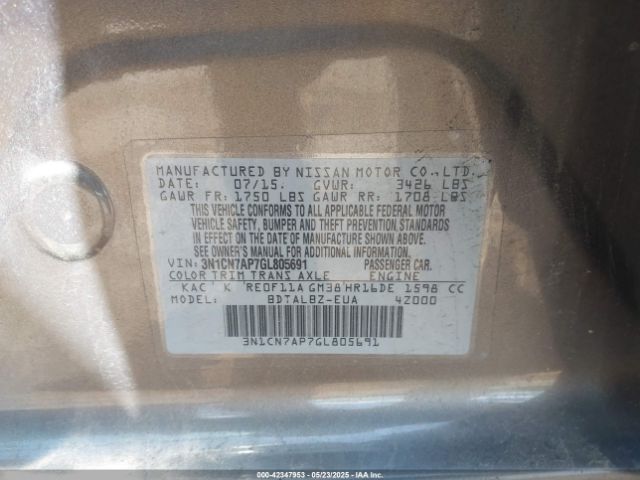 MANUFACTURED BY NISSAN MOTOR CO., LTD.
DATE: 07/15. GVWR: 3426 LBS
GAWR FR: 1750 LBS GAWR RR: 1708 LBS
THIS VEHICLE CONFORMS TO ALL APPLICABLE FEDERAL MOTOR
VEHICLE SAFETY, BUMPER AND THEFT PREVENTION STANDARDS
IN EFFECT ON THE DATE OF MANUFACTURE SHOWN ABOVE.
SEE OWNER'S MANUAL FOR ADDITIONAL INFORMATION.
VIN: 3N1CN7AP7GL805691 PASSENGER CAR.
COLOR TRIM TRANS AXLE ENGINE
KAC K RE0F11A GM38 HR16DE 1598 CC
MODEL: BDTALBZ-EUA 4Z000
3N1CN7AP7GL805691
000-42347953 - 05/23/2025 - IAA Inc.